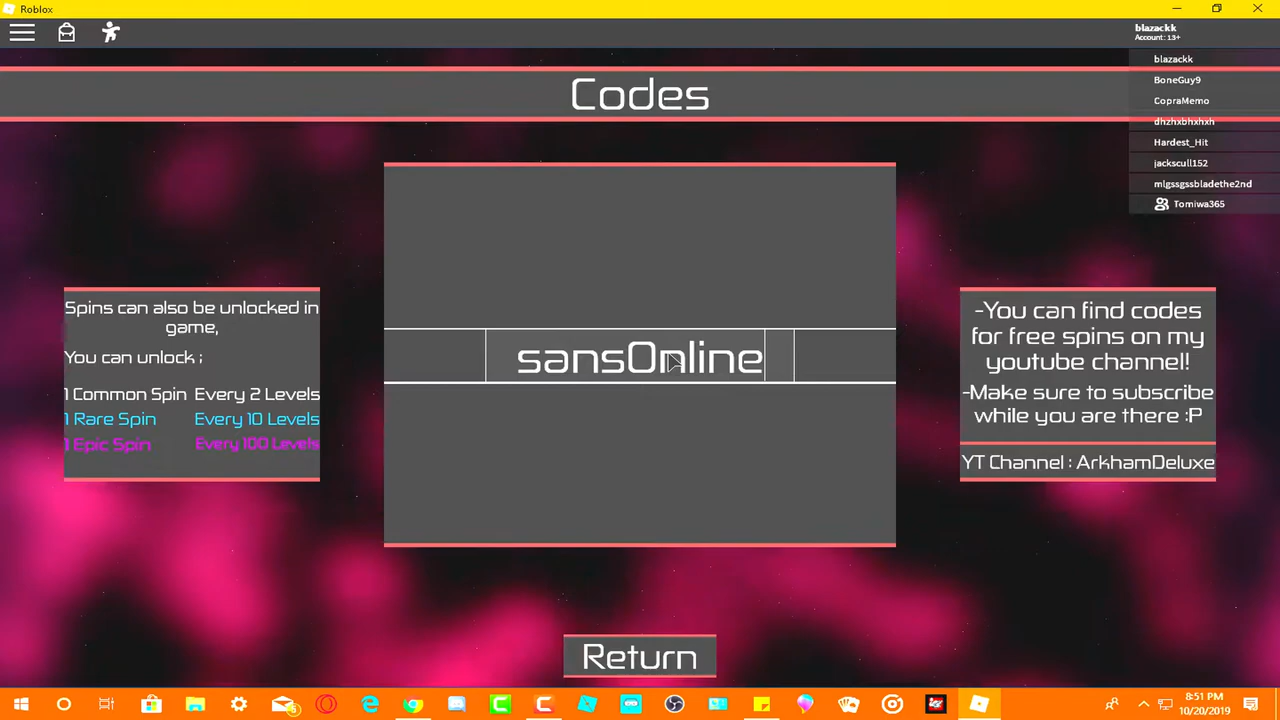 Roblox
blazackk
Account: 13+
blazackk
BoneGuy9
CopraMemo
dhzhxbhxhxh
Hardest_Hit
jackscull152
mlgssgssbladethe2nd
Tomiwa365
Codes
Spins can also be unlocked in
game,
You can unlock ;
1 Common Spin Every 2 Levels
1 Rare Spin Every 10 Levels
1 Epic Spin Every 100 Levels
sansOnline
-You can find codes
for free spins on my
youtube channel!
-Make sure to subscribe
while you are there :P
YT Channel : ArkhamDeluxe
Return
8:51 PM
10/20/2019